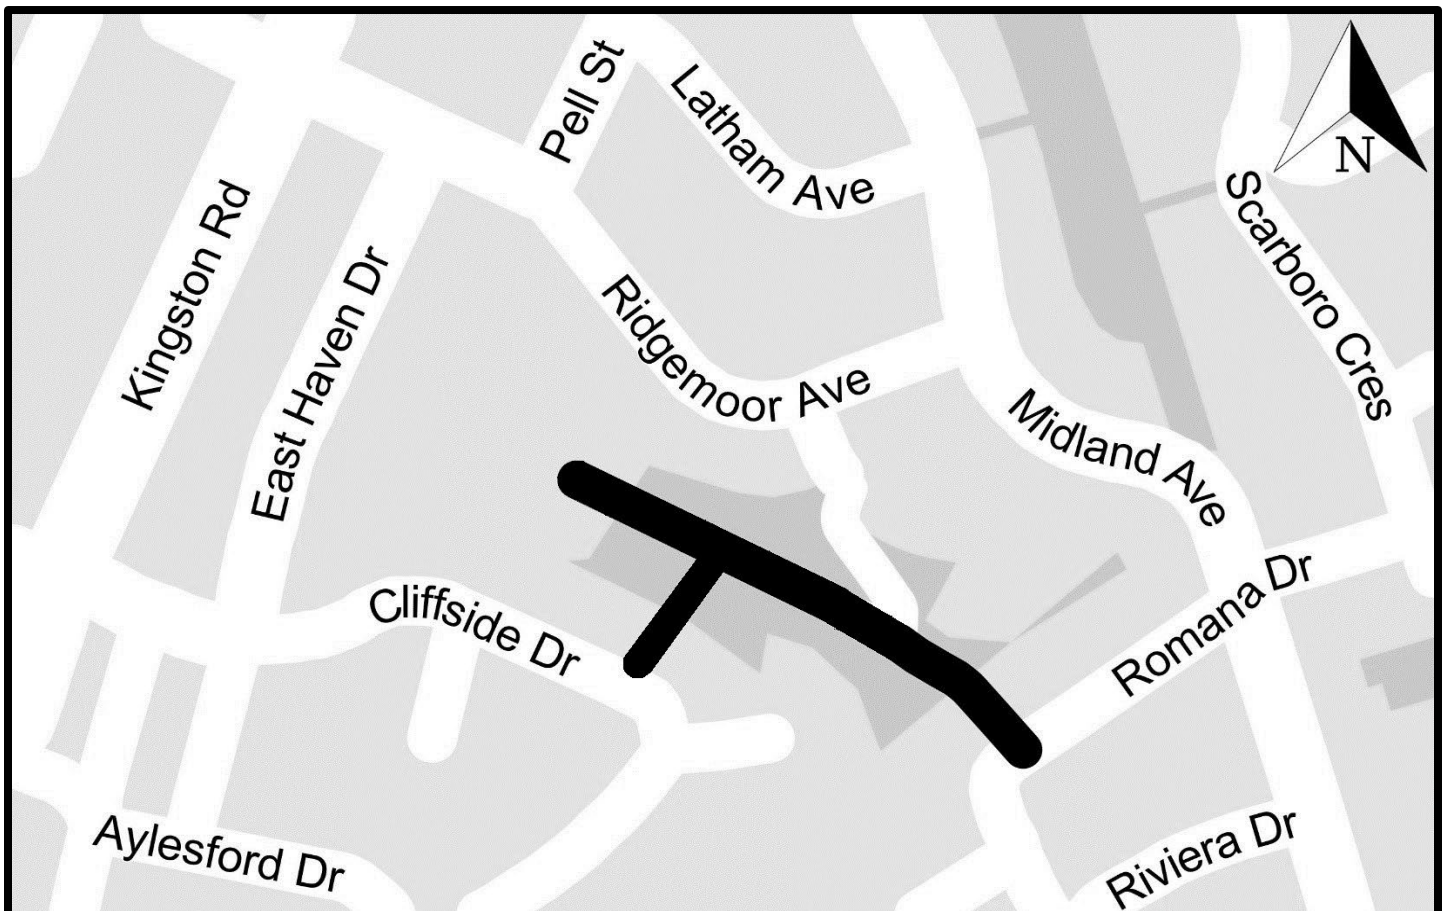 Pell St
Latham Ave
N
Kingston Rd
East Haven Dr
Scarboro Cres
Ridgemoor Ave
Midland Ave
Cliffside Dr
Romana Dr
Aylesford Dr
Riviera Dr